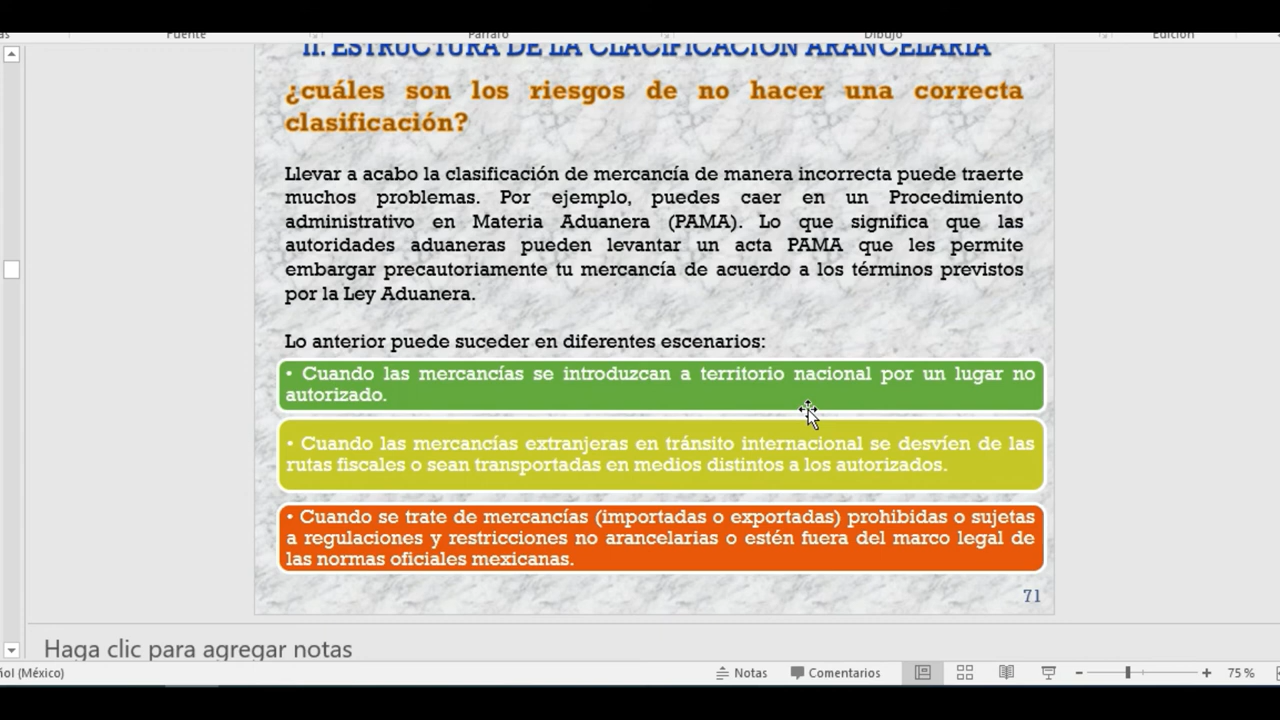 Fuente Párrafo Dibujo Edición
II. ESTRUCTURA DE LA CLACIFICACIÓN ARANCELARIA
¿cuáles son los riesgos de no hacer una correcta
clasificación?
Llevar a acabo la clasificación de mercancía de manera incorrecta puede traerte
muchos problemas. Por ejemplo, puedes caer en un Procedimiento
administrativo en Materia Aduanera (PAMA). Lo que significa que las
autoridades aduaneras pueden levantar un acta PAMA que les permite
embargar precautoriamente tu mercancía de acuerdo a los términos previstos
por la Ley Aduanera.
Lo anterior puede suceder en diferentes escenarios:
• Cuando las mercancías se introduzcan a territorio nacional por un lugar no
autorizado.
• Cuando las mercancías extranjeras en tránsito internacional se desvíen de las
rutas fiscales o sean transportadas en medios distintos a los autorizados.
• Cuando se trate de mercancías (importadas o exportadas) prohibidas o sujetas
a regulaciones y restricciones no arancelarias o estén fuera del marco legal de
las normas oficiales mexicanas.
71
Haga clic para agregar notas
ñol (México) Notas Comentarios 75 %